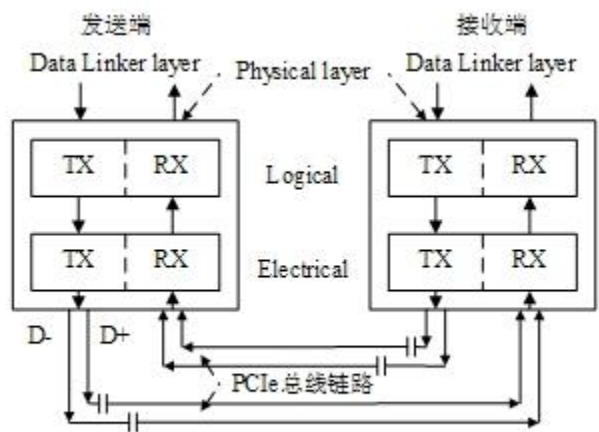 发送端
接收端
Data Linker layer
Physical layer
Data Linker layer
TX
RX
Logical
TX
RX
TX
RX
Electrical
TX
RX
D-
D+
PCIe总线链路